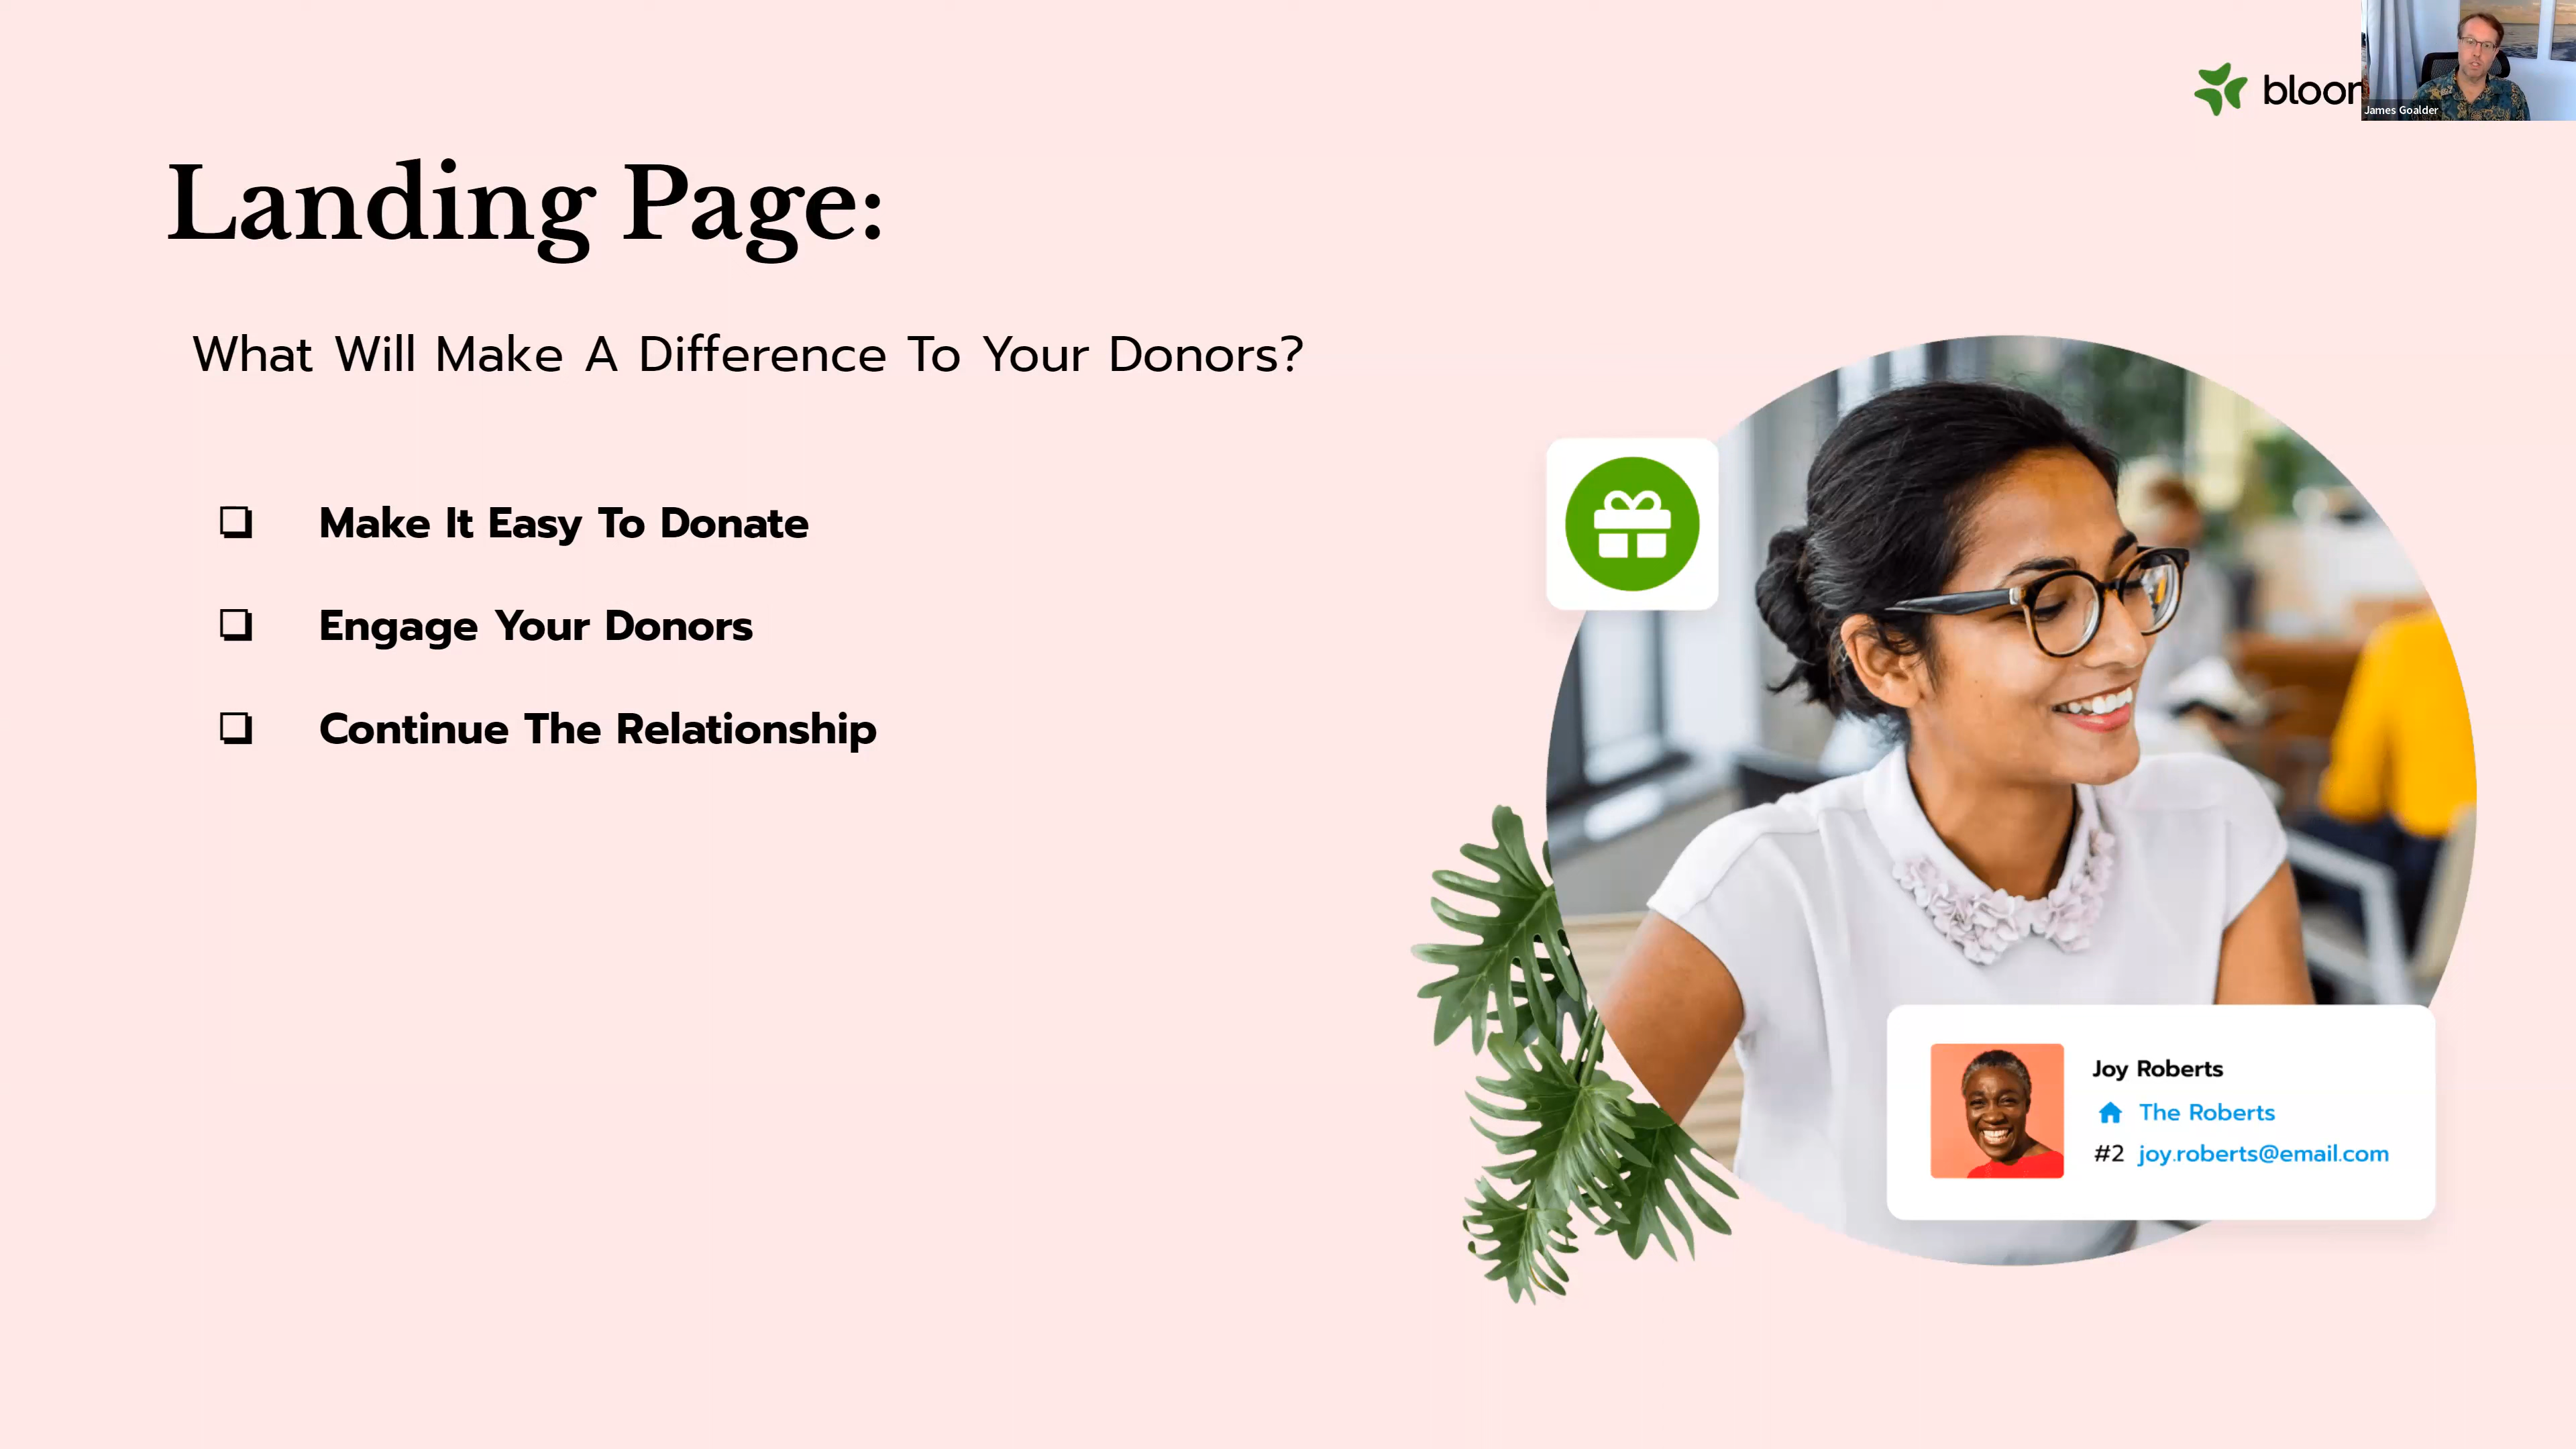 James Goalder
Landing Page:
What Will Make A Difference To Your Donors?
❏ Make It Easy To Donate
❏ Engage Your Donors
❏ Continue The Relationship
Joy Roberts
The Roberts
#2 joy.roberts@email.com